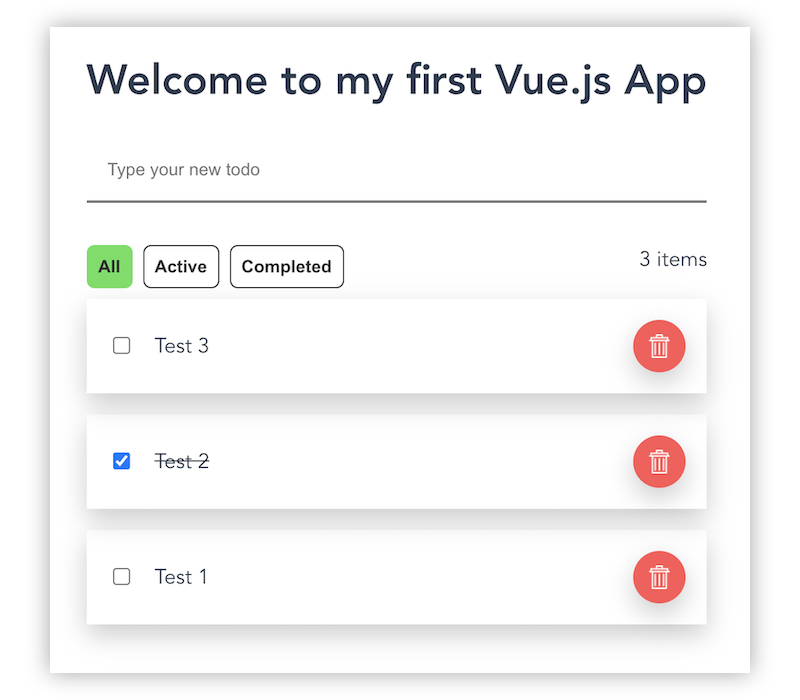 Welcome to my first Vue.js App
Type your new todo
All Active Completed 3 items
Test 3
Test 2
Test 1